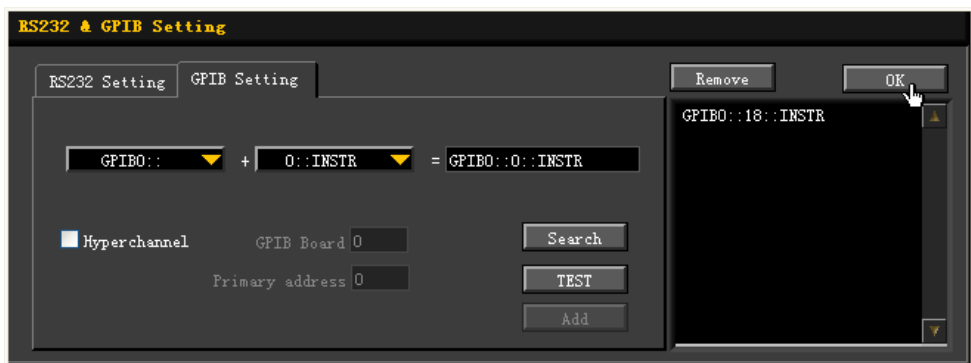 RS232 & GPIB Setting
RS232 Setting GPIB Setting
Remove OK
GPIB0::18::INSTR
GPIB0:: + 0::INSTR = GPIB0::0::INSTR
Hyperchannel GPIB Board 0 Search
Primary address 0 TEST
Add